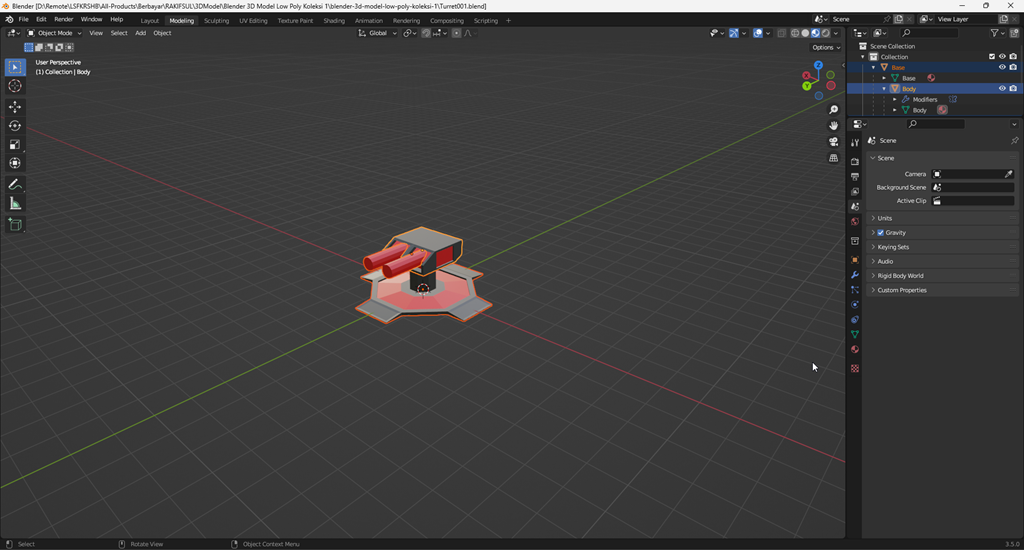 Blender [D:\Remote\LSFKRSHB\All-Products\Berbayar\RAKIFSUL\3DModel\Blender 3D Model Low Poly Koleksi 1\blender-3d-model-low-poly-koleksi-1\Turret001.blend]
File Edit Render Window Help Layout Modeling Sculpting UV Editing Texture Paint Shading Animation Rendering Compositing Scripting + Scene View Layer
Object Mode View Select Add Object Global
Options
User Perspective
(1) Collection | Body
Z
X
Y
Scene Collection
Collection
Base
Base
Body
Modifiers
Body
Scene
Scene
Camera
Background Scene
Active Clip
Units
Gravity
Keying Sets
Audio
Rigid Body World
Custom Properties
Select Rotate View Object Context Menu 3.5.0